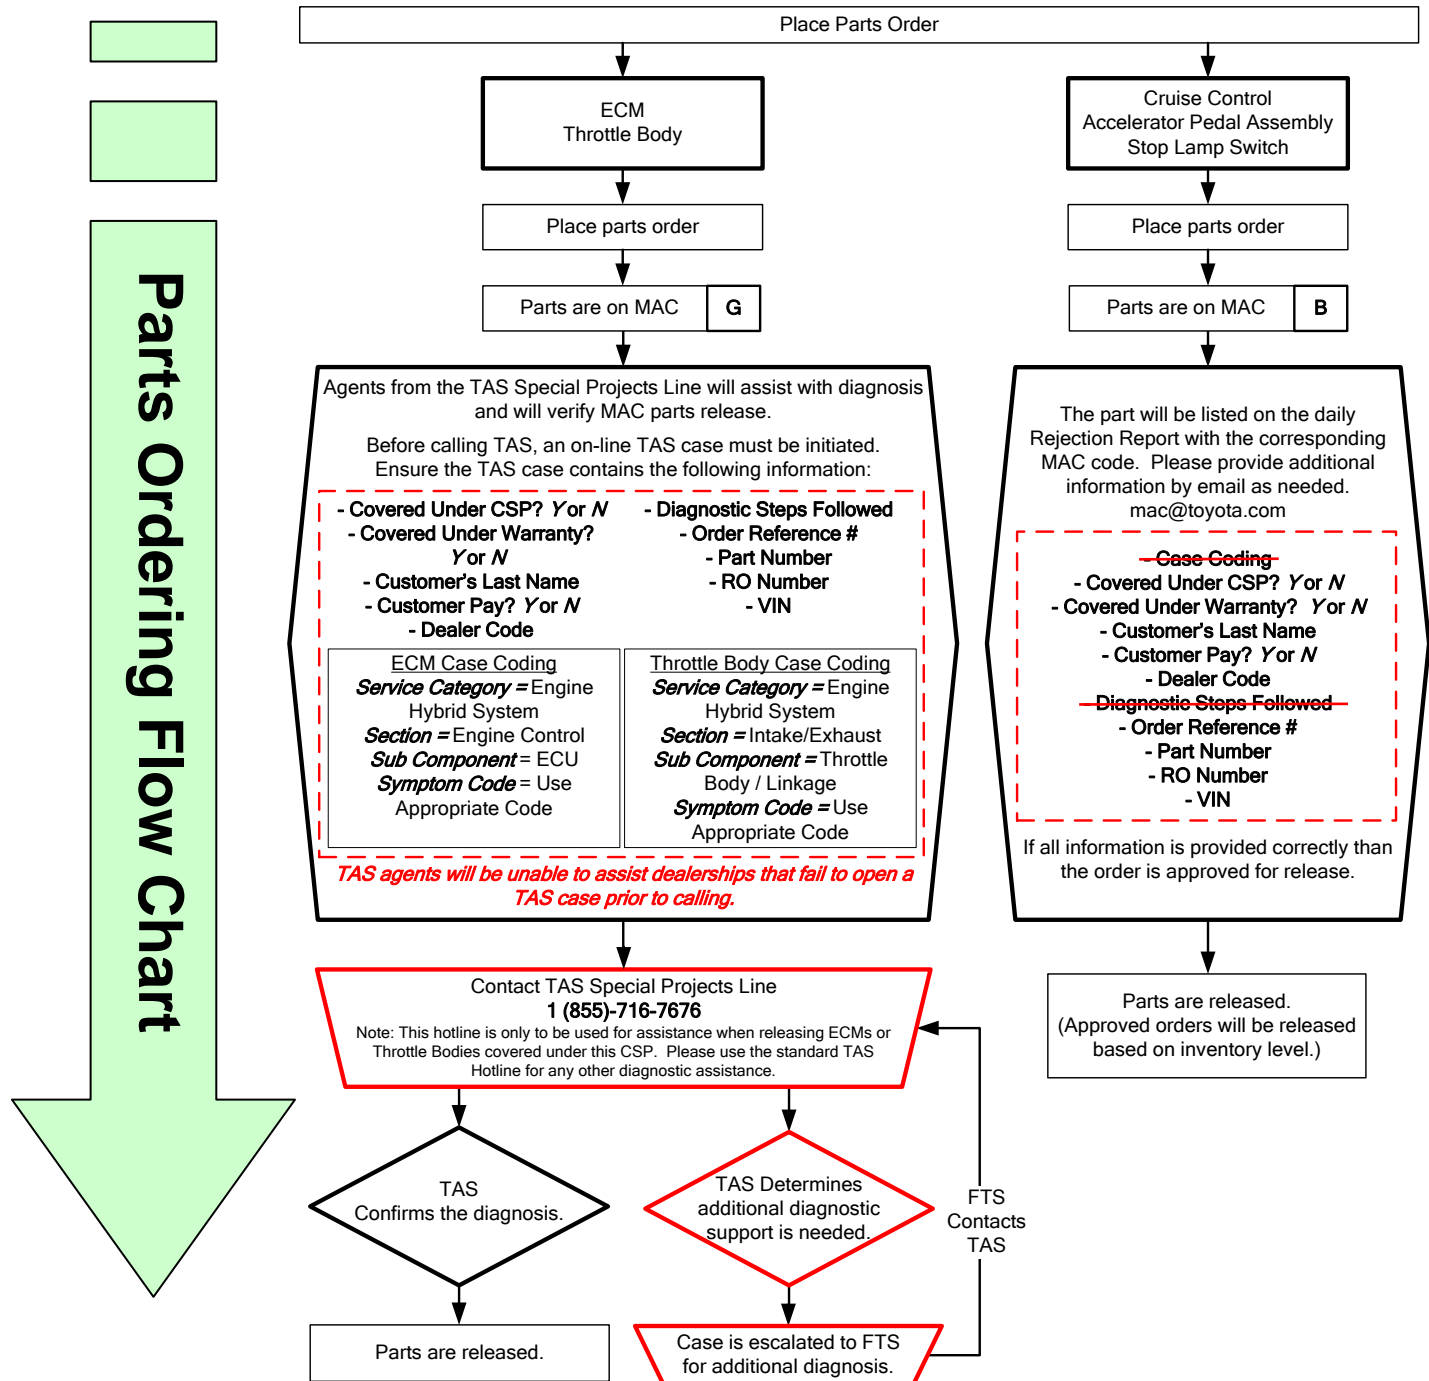 Parts Ordering Flow Chart
Place Parts Order
ECM
Throttle Body
Place parts order
Parts are on MAC G
Agents from the TAS Special Projects Line will assist with diagnosis
and will verify MAC parts release.
Before calling TAS, an on-line TAS case must be initiated.
Ensure the TAS case contains the following information:
- Covered Under CSP? Y or N
- Covered Under Warranty?
Y or N
- Customer's Last Name
- Customer Pay? Y or N
- Dealer Code
- Diagnostic Steps Followed
- Order Reference #
- Part Number
- RO Number
- VIN
ECM Case Coding
Service Category = Engine
Hybrid System
Section = Engine Control
Sub Component = ECU
Symptom Code = Use
Appropriate Code
Throttle Body Case Coding
Service Category = Engine
Hybrid System
Section = Intake/Exhaust
Sub Component = Throttle
Body / Linkage
Symptom Code = Use
Appropriate Code
TAS agents will be unable to assist dealerships that fail to open a
TAS case prior to calling.
Contact TAS Special Projects Line
1 (855)-716-7676
Note: This hotline is only to be used for assistance when releasing ECMs or
Throttle Bodies covered under this CSP. Please use the standard TAS
Hotline for any other diagnostic assistance.
TAS
Confirms the diagnosis.
Parts are released.
TAS Determines
additional diagnostic
support is needed.
Case is escalated to FTS
for additional diagnosis.
FTS
Contacts
TAS
Cruise Control
Accelerator Pedal Assembly
Stop Lamp Switch
Place parts order
Parts are on MAC B
The part will be listed on the daily
Rejection Report with the corresponding
MAC code. Please provide additional
information by email as needed.
mac@toyota.com
- Case Coding
- Covered Under CSP? Y or N
- Covered Under Warranty? Y or N
- Customer's Last Name
- Customer Pay? Y or N
- Dealer Code
- Diagnostic Steps Followed
- Order Reference #
- Part Number
- RO Number
- VIN
If all information is provided correctly than
the order is approved for release.
Parts are released.
(Approved orders will be released
based on inventory level.)